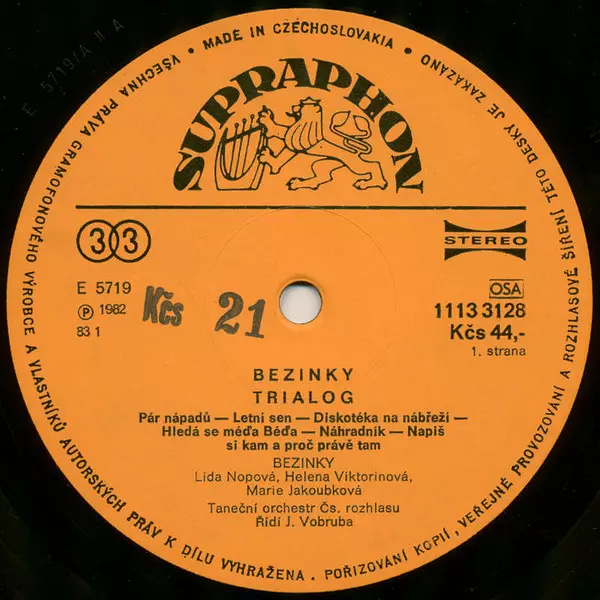 VŠECHNA PRÁVA GRAMOFONOVÉHO VÝROBCE A VLASTNÍKŮ AUTORSKÝCH PRÁV K DÍLU VYHRAŽENA. POŘIZOVÁNÍ KOPIÍ, VEŘEJNÉ PROVOZOVÁNÍ A ROZHLASOVÉ ŠÍŘENÍ TÉTO DESKY JE ZAKÁZÁNO
• MADE IN CZECHOSLOVAKIA •
E 5719/A II A
SUPRAPHON
33
STEREO
E 5719
OSA
℗ 1982
Kčs 21
1113 3128
83 1
Kčs 44,-
1. strana
BEZINKY
TRIALOG
Pár nápadů — Letní sen — Diskotéka na nábřeží —
Hledá se méďa Béďa — Náhradník — Napiš
si kam a proč právě tam
BEZINKY
Lída Nopová, Helena Viktorinová,
Marie Jakoubková
Taneční orchestr Čs. rozhlasu
Řídí J. Vobruba